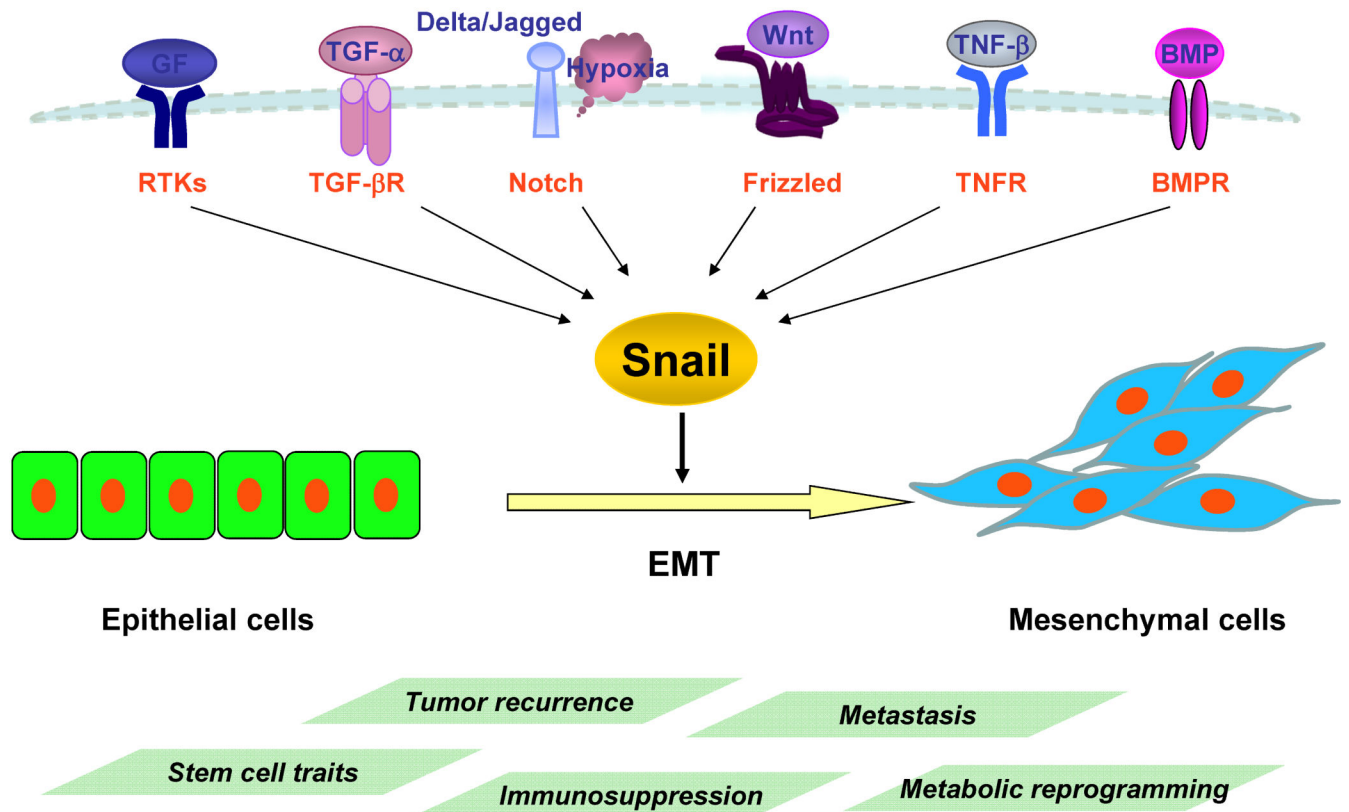 Delta/Jagged
GF
TGF-α
Hypoxia
Wnt
TNF-β
BMP
RTKs
TGF-βR
Notch
Frizzled
TNFR
BMPR
Snail
EMT
Epithelial cells
Mesenchymal cells
Tumor recurrence
Metastasis
Stem cell traits
Immunosuppression
Metabolic reprogramming